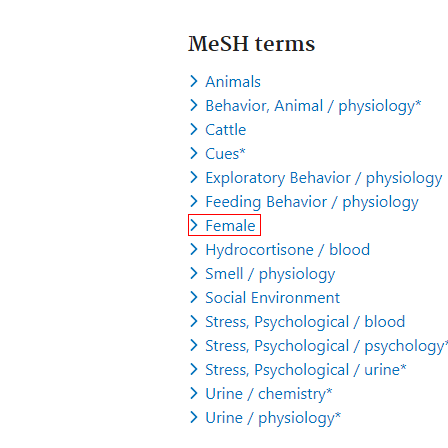 MeSH terms
Animals
Behavior, Animal / physiology*
Cattle
Cues*
Exploratory Behavior / physiology
Feeding Behavior / physiology
Female
Hydrocortisone / blood
Smell / physiology
Social Environment
Stress, Psychological / blood
Stress, Psychological / psychology*
Stress, Psychological / urine*
Urine / chemistry*
Urine / physiology*